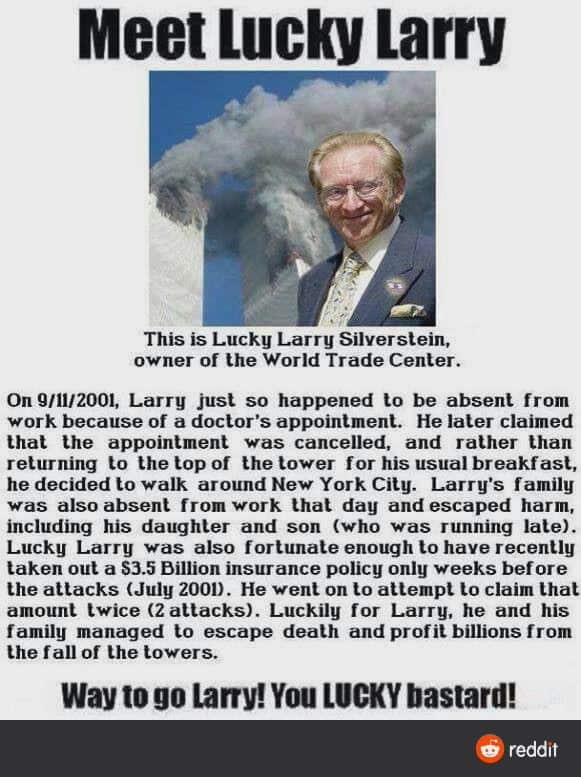 Meet Lucky Larry
This is Lucky Larry Silverstein,
owner of the World Trade Center.
On 9/11/2001, Larry just so happened to be absent from
work because of a doctor's appointment. He later claimed
that the appointment was cancelled, and rather than
returning to the top of the tower for his usual breakfast,
he decided to walk around New York City. Larry's family
was also absent from work that day and escaped harm,
including his daughter and son (who was running late).
Lucky Larry was also fortunate enough to have recently
taken out a $3.5 Billion insurance policy only weeks before
the attacks (July 2001). He went on to attempt to claim that
amount twice (2 attacks). Luckily for Larry, he and his
family managed to escape death and profit billions from
the fall of the towers.
Way to go Larry! You LUCKY bastard!
reddit